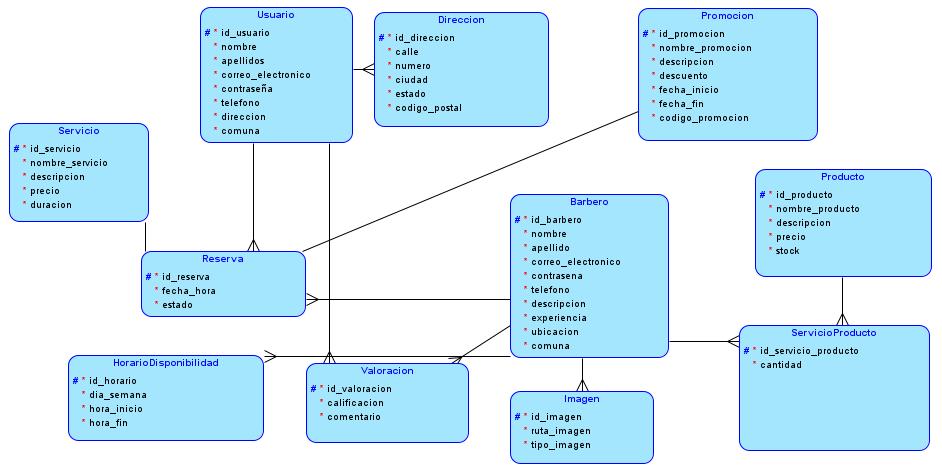 Usuario
# * id_usuario
* nombre
* apellidos
* correo_electronico
* contraseña
* telefono
* direccion
* comuna
Direccion
# * id_direccion
* calle
* numero
* ciudad
* estado
* codigo_postal
Promocion
# * id_promocion
* nombre_promocion
* descripcion
* descuento
* fecha_inicio
* fecha_fin
* codigo_promocion
Servicio
# * id_servicio
* nombre_servicio
* descripcion
* precio
* duracion
Producto
# * id_producto
* nombre_producto
* descripcion
* precio
* stock
Barbero
# * id_barbero
* nombre
* apellido
* correo_electronico
* contrasena
* telefono
* descripcion
* experiencia
* ubicacion
* comuna
Reserva
# * id_reserva
* fecha_hora
* estado
HorarioDisponibilidad
# * id_horario
* dia_semana
* hora_inicio
* hora_fin
Valoracion
# * id_valoracion
* calificacion
* comentario
Imagen
# * id_imagen
* ruta_imagen
* tipo_imagen
ServicioProducto
# * id_servicio_producto
* cantidad